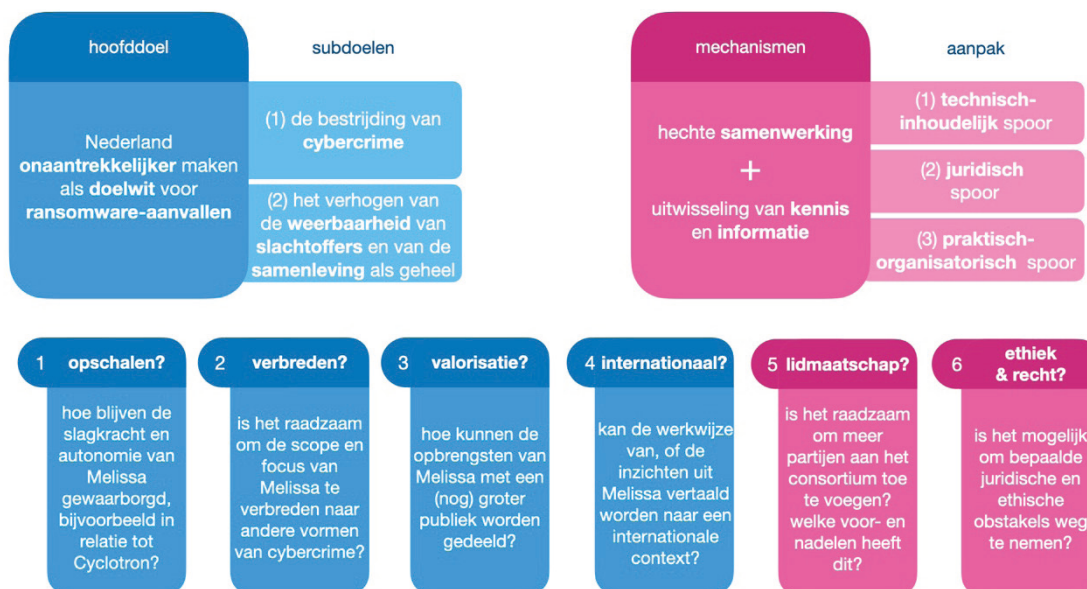 hoofddoel
subdoelen
Nederland
onaantrekkelijker maken
als doelwit voor
ransomware-aanvallen
(1) de bestrijding van
cybercrime
(2) het verhogen van
de weerbaarheid van
slachtoffers en van de
samenleving als geheel
mechanismen
aanpak
hechte samenwerking
+
uitwisseling van kennis
en informatie
(1) technisch-
inhoudelijk spoor
(2) juridisch
spoor
(3) praktisch-
organisatorisch spoor
1 opschalen?
hoe blijven de
slagkracht en
autonomie van
Melissa
gewaarborgd,
bijvoorbeeld in
relatie tot
Cyclotron?
2 verbreden?
is het raadzaam
om de scope en
focus van
Melissa te
verbreden naar
andere vormen
van cybercrime?
3 valorisatie?
hoe kunnen de
opbrengsten van
Melissa met een
(nog) groter
publiek worden
gedeeld?
4 internationaal?
kan de werkwijze
van, of de
inzichten uit
Melissa vertaald
worden naar een
internationale
context?
5 lidmaatschap?
is het raadzaam
om meer
partijen aan het
consortium toe
te voegen?
welke voor- en
nadelen heeft
dit?
6 ethiek
& recht?
is het mogelijk
om bepaalde
juridische en
ethische
obstakels weg
te nemen?